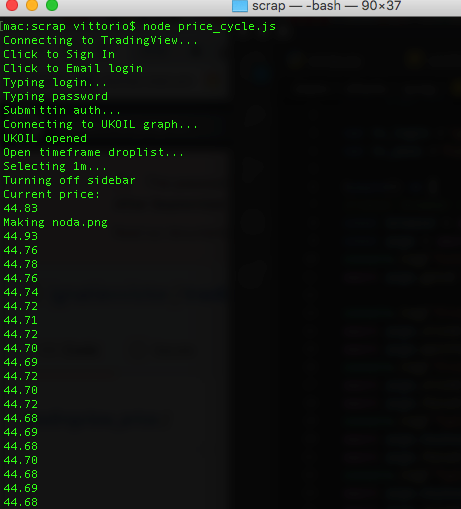 scrap — -bash — 90×37
[mac:scrap vittorio$ node price_cycle.js
Connecting to TradingView...
Click to Sign In
Click to Email login
Typing login...
Typing password
Submittin auth...
Connecting to UKOIL graph...
UKOIL opened
Open timeframe droplist...
Selecting 1m...
Turning off sidebar
Current price:
44.83
Making noda.png
44.93
44.76
44.78
44.76
44.74
44.72
44.71
44.72
44.70
44.69
44.72
44.70
44.72
44.68
44.69
44.68
44.70
44.68
44.69
44.68